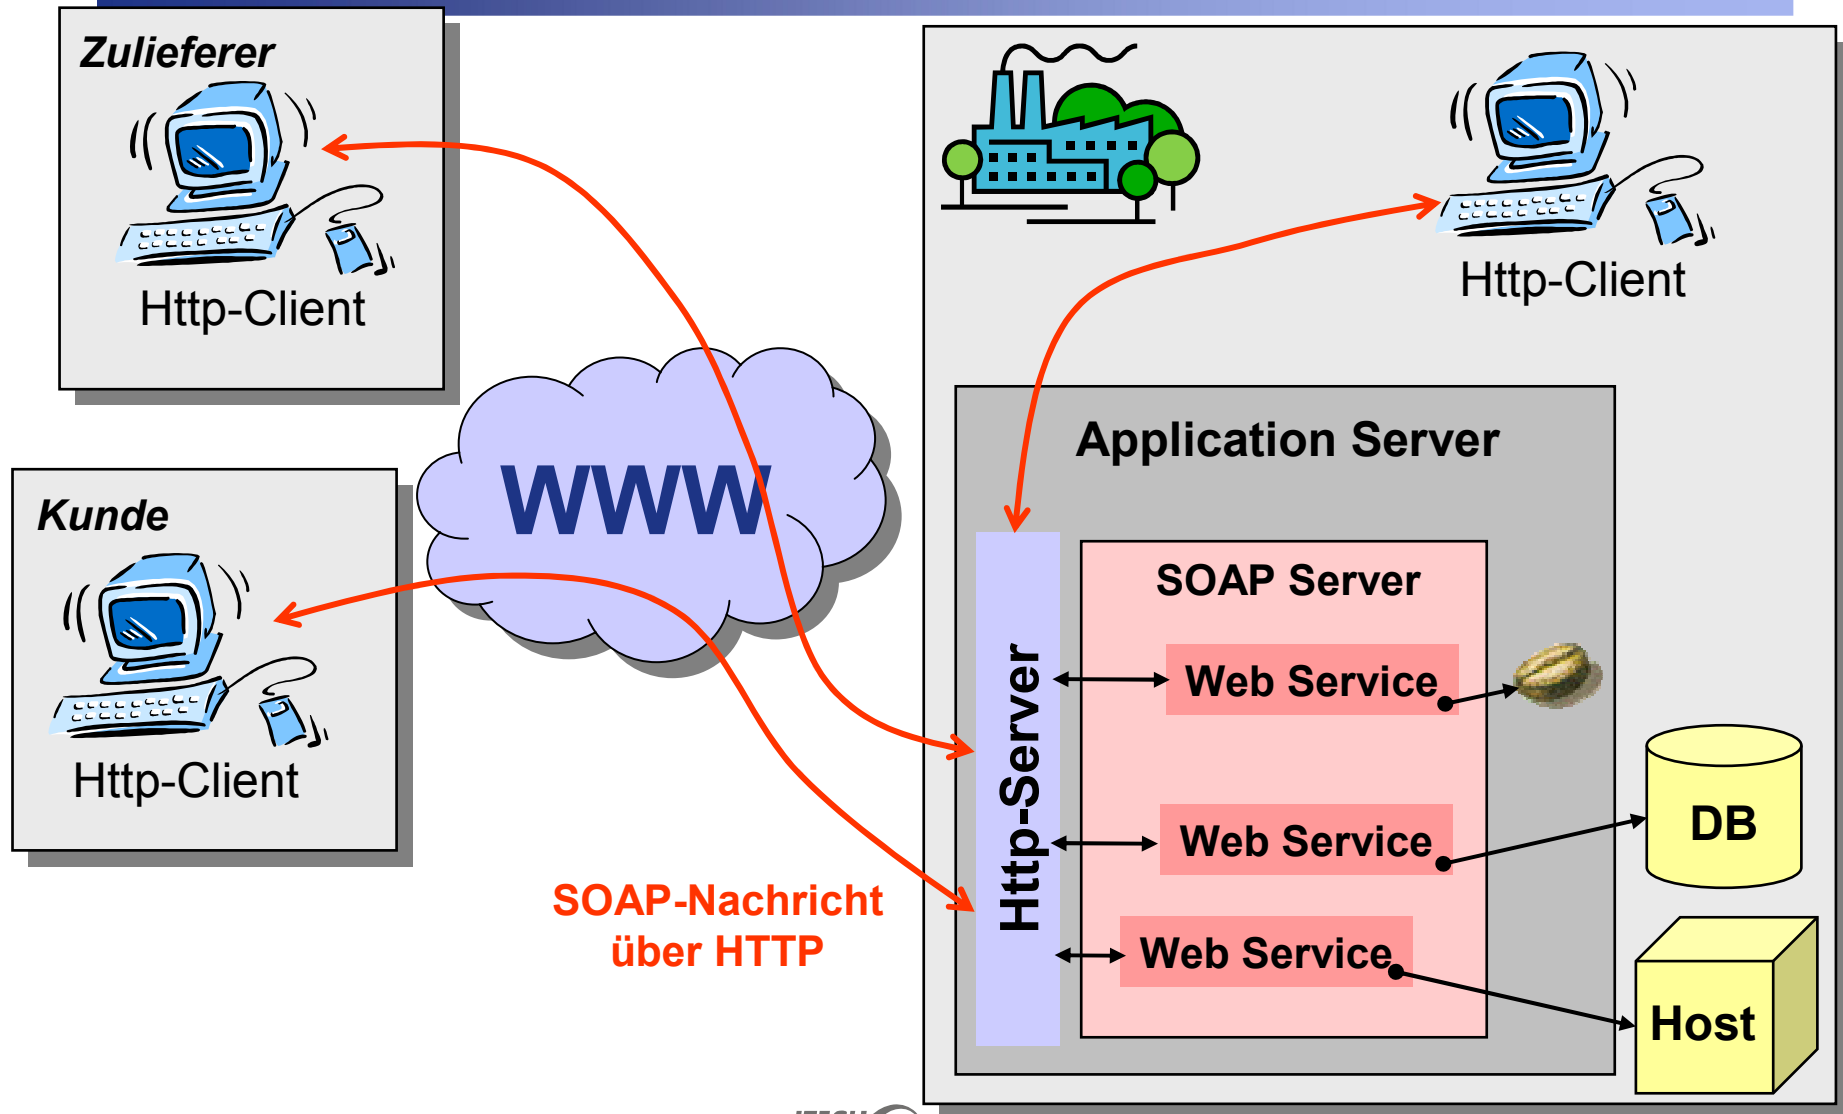 Zulieferer
Http-Client
Kunde
Http-Client
WWW
SOAP-Nachricht
über HTTP
Http-Client
Application Server
Http-Server
SOAP Server
Web Service
Web Service
Web Service
DB
Host